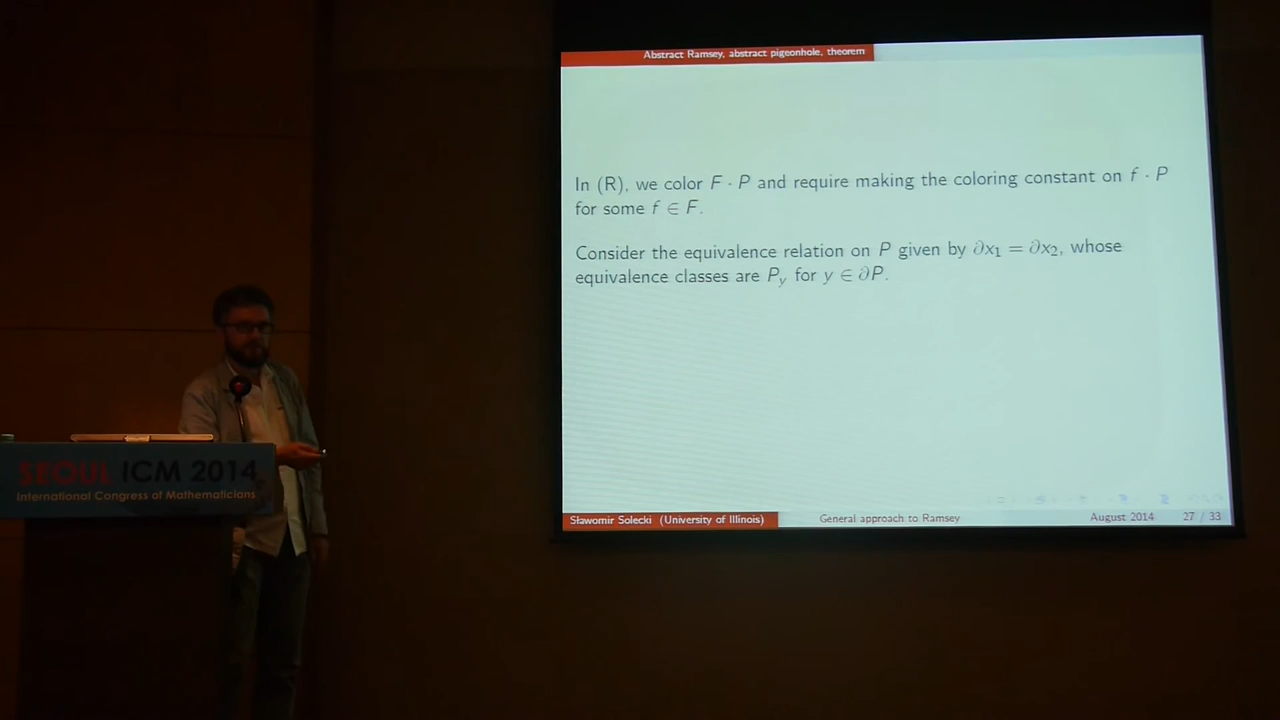 Abstract Ramsey, abstract pigeonhole, theorem
In (R), we color F · P and require making the coloring constant on f · P
for some f ∈ F.
Consider the equivalence relation on P given by ∂x₁ = ∂x₂, whose
equivalence classes are Pᵧ for y ∈ ∂P.
Sławomir Solecki (University of Illinois)
General approach to Ramsey
August 2014
27 / 33
SEOUL ICM 2014
International Congress of Mathematicians